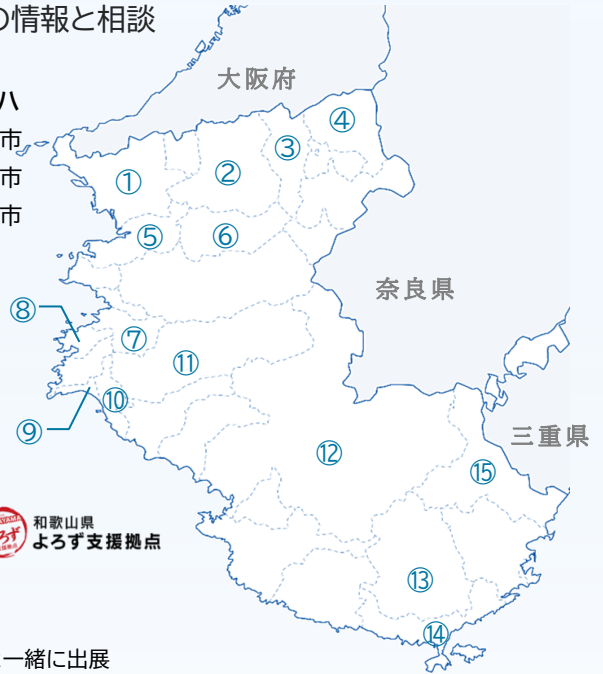 の情報と相談
大阪府
ハ
市
市
市
④
③
②
①
⑤
⑥
奈良県
⑧
⑦
⑪
⑩
⑨
三重県
⑫
⑮
和歌山県
よろず支援拠点
⑬
⑭
一緒に出展